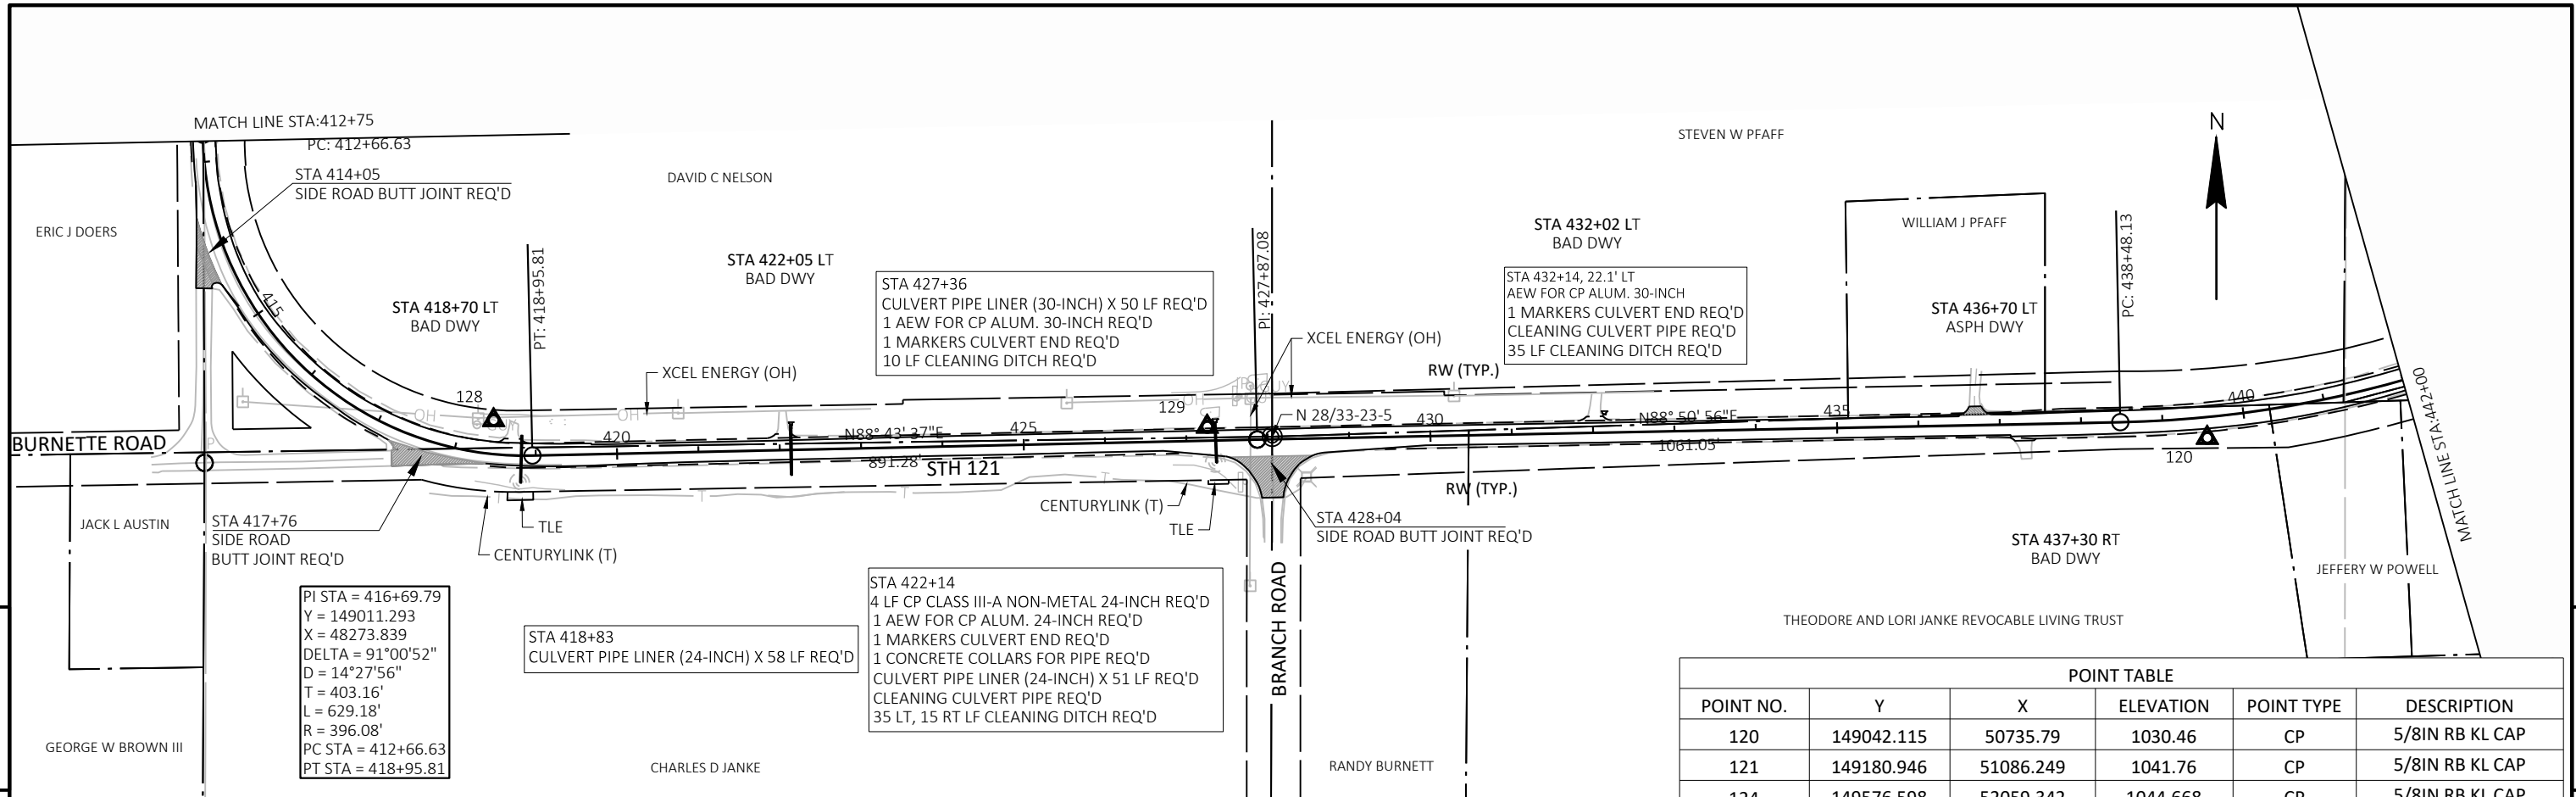 MATCH LINE STA:412+75
PC: 412+66.63
STA 414+05
SIDE ROAD BUTT JOINT REQ'D
ERIC J DOERS
DAVID C NELSON
STEVEN W PFAFF
N
415
STA 418+70 LT
BAD DWY
PT: 418+95.81
STA 422+05 LT
BAD DWY
STA 427+36
CULVERT PIPE LINER (30-INCH) X 50 LF REQ'D
1 AEW FOR CP ALUM. 30-INCH REQ'D
1 MARKERS CULVERT END REQ'D
10 LF CLEANING DITCH REQ'D
PI: 427+87.08
STA 432+02 LT
BAD DWY
STA 432+14, 22.1' LT
AEW FOR CP ALUM. 30-INCH
1 MARKERS CULVERT END REQ'D
CLEANING CULVERT PIPE REQ'D
35 LF CLEANING DITCH REQ'D
WILLIAM J PFAFF
STA 436+70 LT
ASPH DWY
PC: 438+48.13
XCEL ENERGY (OH)
XCEL ENERGY (OH)
RW (TYP.)
128
OH
OH
129
OH
GUY
N 28/33-23-5
420
N88° 43' 37"E
425
430
N88° 50' 56"E
435
440
BURNETTE ROAD
891.28'
STH 121
1061.05'
120
MATCH LINE STA:442+00
P
T
T
T
T
RW (TYP.)
JACK L AUSTIN
STA 417+76
SIDE ROAD
BUTT JOINT REQ'D
TLE
CENTURYLINK (T)
CENTURYLINK (T)
TLE
STA 428+04
SIDE ROAD BUTT JOINT REQ'D
STA 437+30 RT
BAD DWY
JEFFERY W POWELL
PI STA = 416+69.79
Y = 149011.293
X = 48273.839
DELTA = 91°00'52"
D = 14°27'56"
T = 403.16'
L = 629.18'
R = 396.08'
PC STA = 412+66.63
PT STA = 418+95.81
STA 418+83
CULVERT PIPE LINER (24-INCH) X 58 LF REQ'D
STA 422+14
4 LF CP CLASS III-A NON-METAL 24-INCH REQ'D
1 AEW FOR CP ALUM. 24-INCH REQ'D
1 MARKERS CULVERT END REQ'D
1 CONCRETE COLLARS FOR PIPE REQ'D
CULVERT PIPE LINER (24-INCH) X 51 LF REQ'D
CLEANING CULVERT PIPE REQ'D
35 LT, 15 RT LF CLEANING DITCH REQ'D
BRANCH ROAD
THEODORE AND LORI JANKE REVOCABLE LIVING TRUST
GEORGE W BROWN III
CHARLES D JANKE
RANDY BURNETT
POINT TABLE
POINT NO. Y X ELEVATION POINT TYPE DESCRIPTION
120 149042.115 50735.79 1030.46 CP 5/8IN RB KL CAP
121 149180.946 51086.249 1041.76 CP 5/8IN RB KL CAP
124 149576.598 52059.342 1044.668 CP 5/8IN RB KL CAP